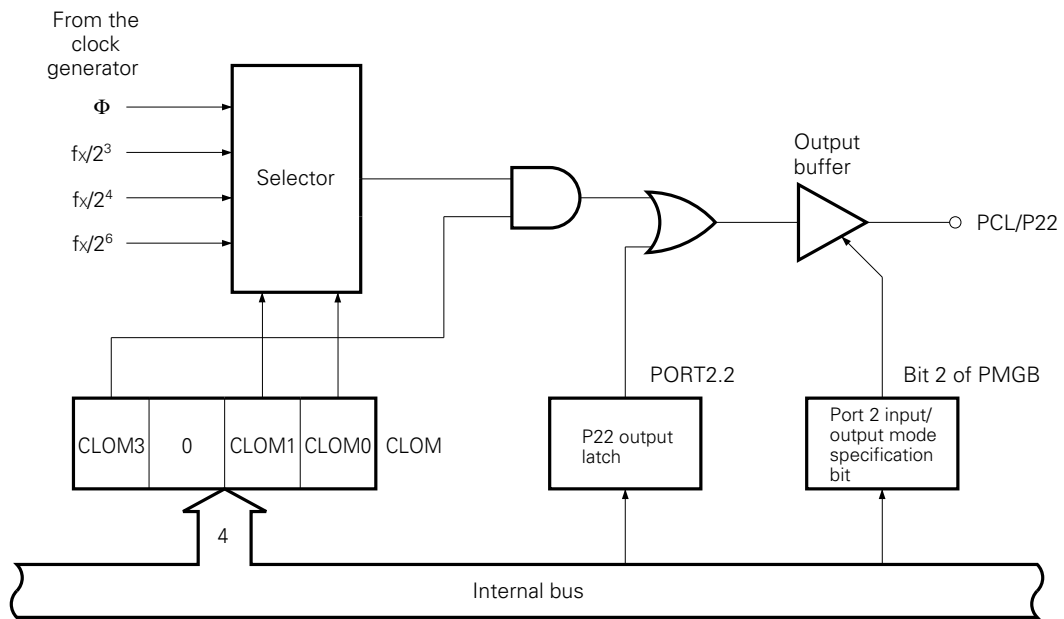 From the
clock
generator
Φ
fx/2³
fx/2⁴
fx/2⁶
Selector
Output
buffer
PCL/P22
PORT2.2
Bit 2 of PMGB
CLOM3 0 CLOM1 CLOM0 CLOM
P22 output
latch
Port 2 input/
output mode
specification
bit
4
Internal bus